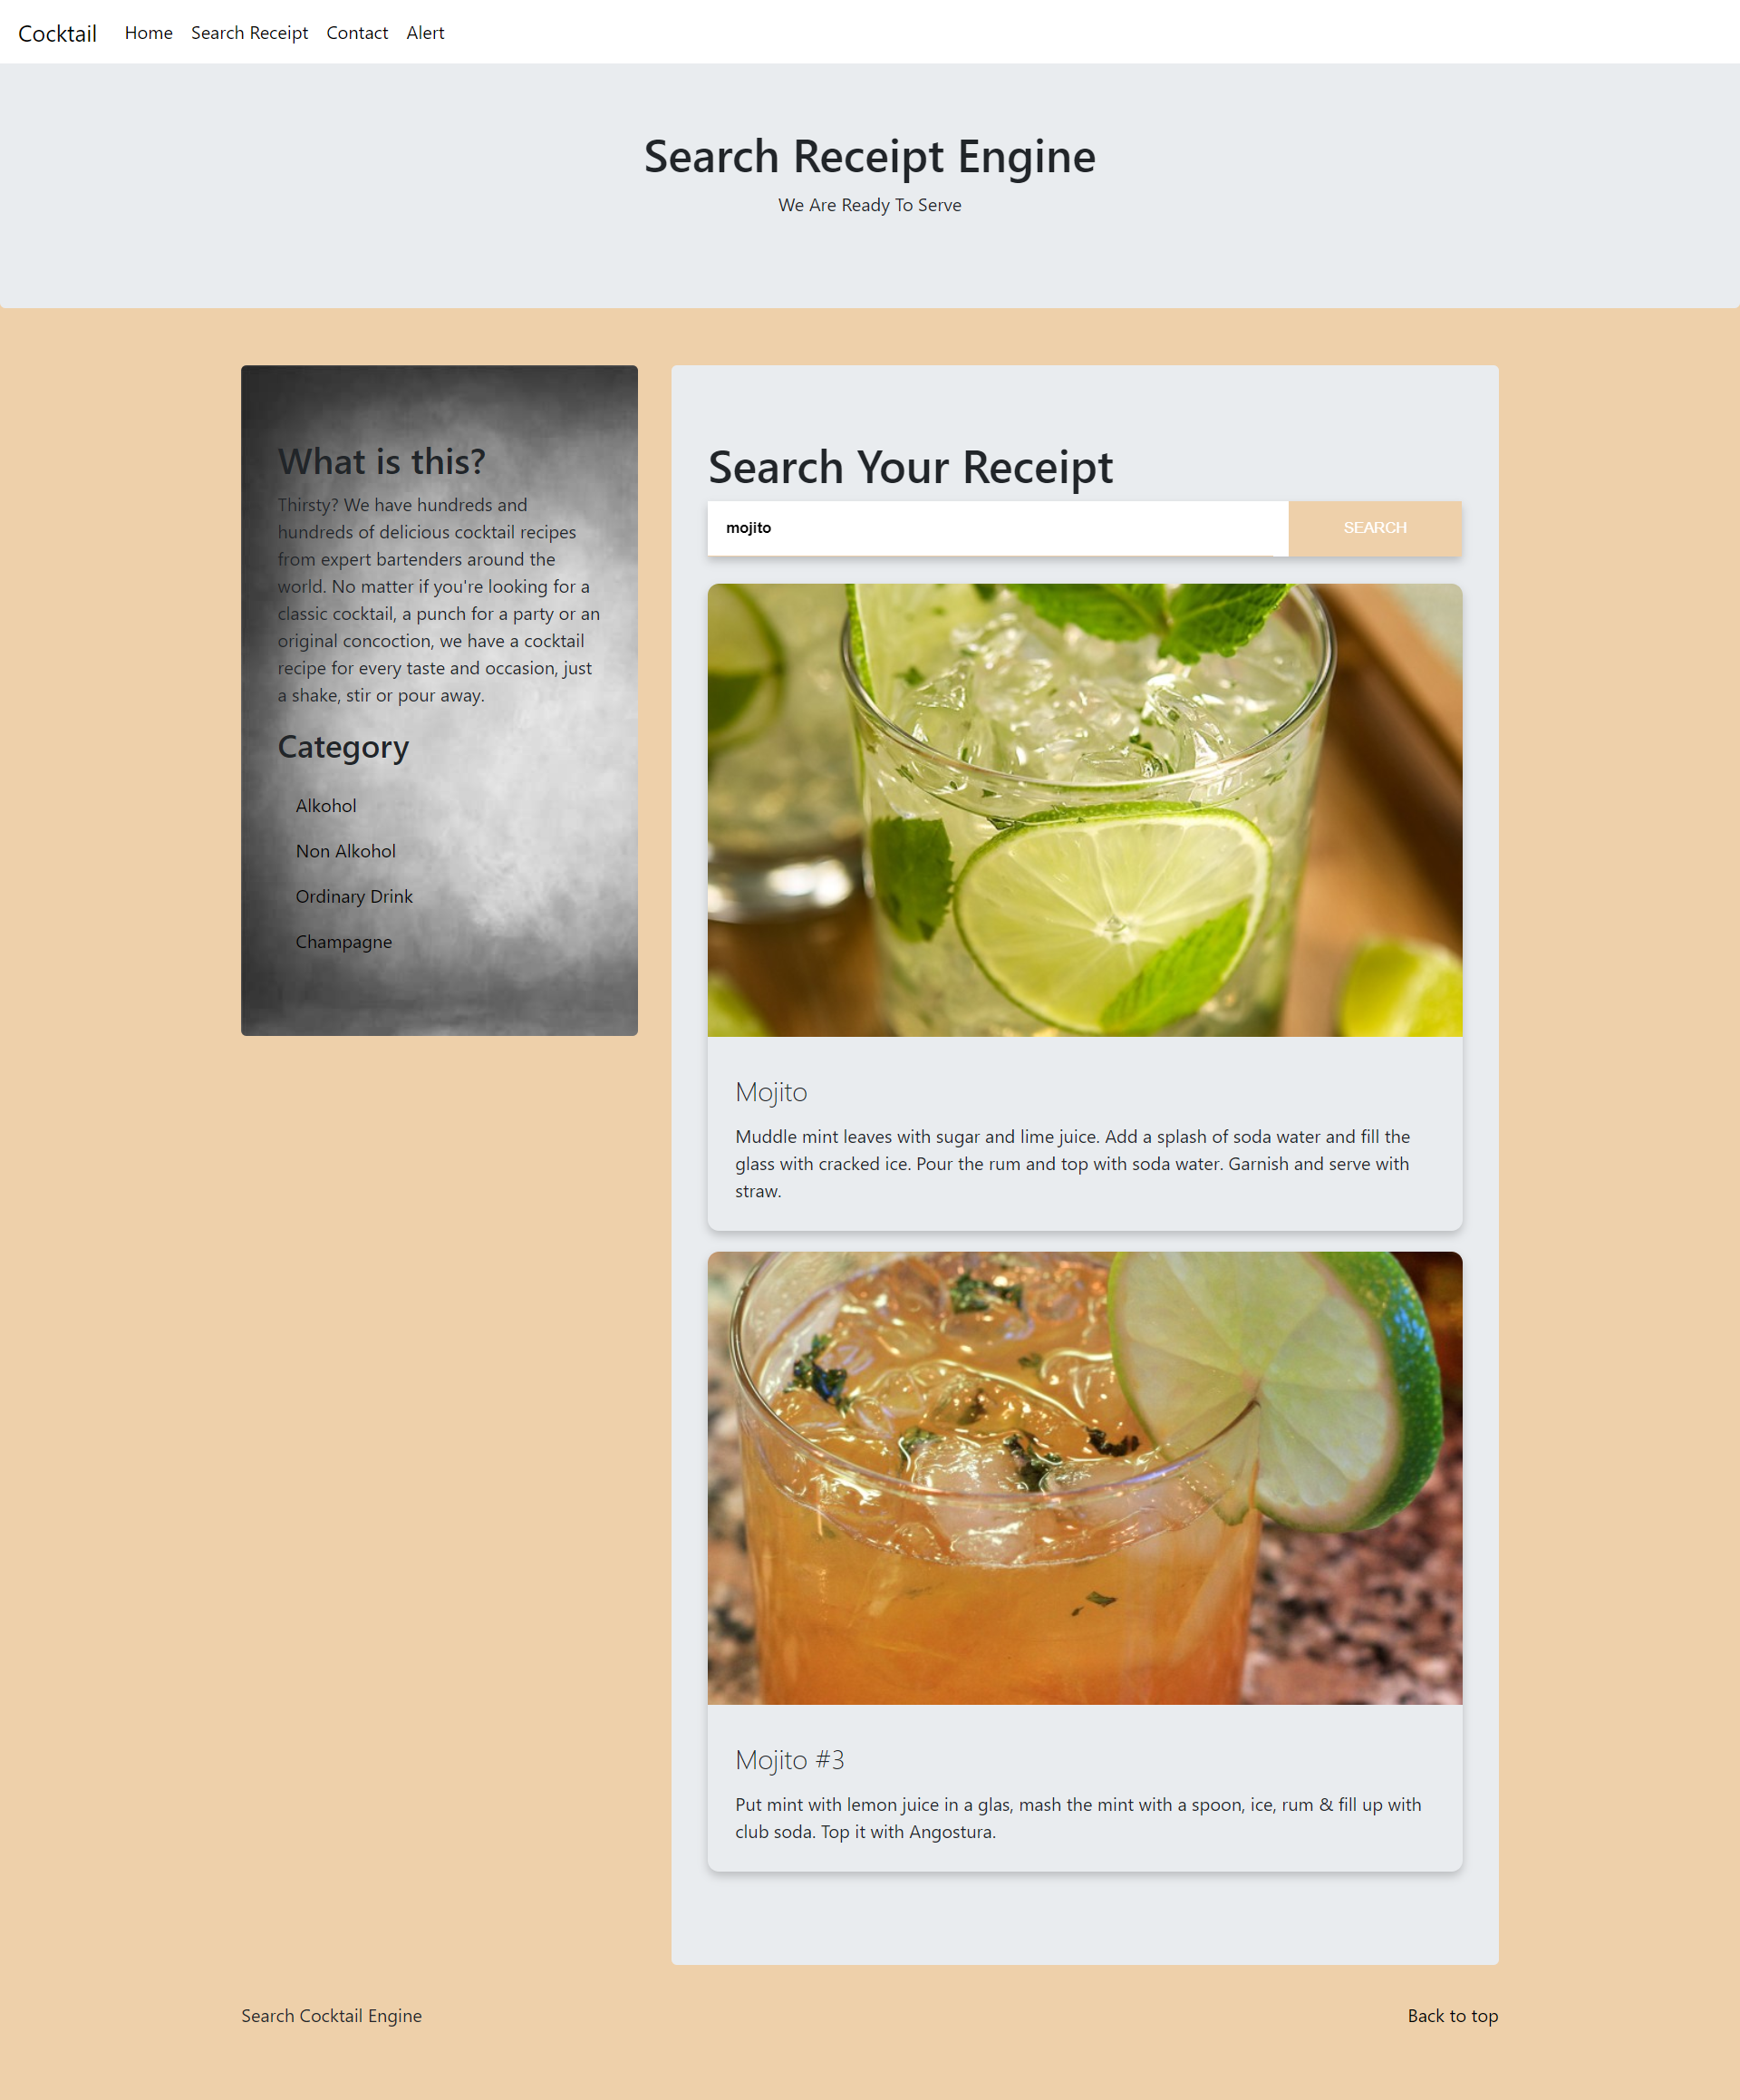 Cocktail Home Search Receipt Contact Alert
Search Receipt Engine
We Are Ready To Serve
What is this?
Thirsty? We have hundreds and
hundreds of delicious cocktail recipes
from expert bartenders around the
world. No matter if you're looking for a
classic cocktail, a punch for a party or an
original concoction, we have a cocktail
recipe for every taste and occasion, just
a shake, stir or pour away.
Category
Alkohol
Non Alkohol
Ordinary Drink
Champagne
Search Your Receipt
mojito SEARCH
Mojito
Muddle mint leaves with sugar and lime juice. Add a splash of soda water and fill the
glass with cracked ice. Pour the rum and top with soda water. Garnish and serve with
straw.
Mojito #3
Put mint with lemon juice in a glas, mash the mint with a spoon, ice, rum & fill up with
club soda. Top it with Angostura.
Search Cocktail Engine Back to top